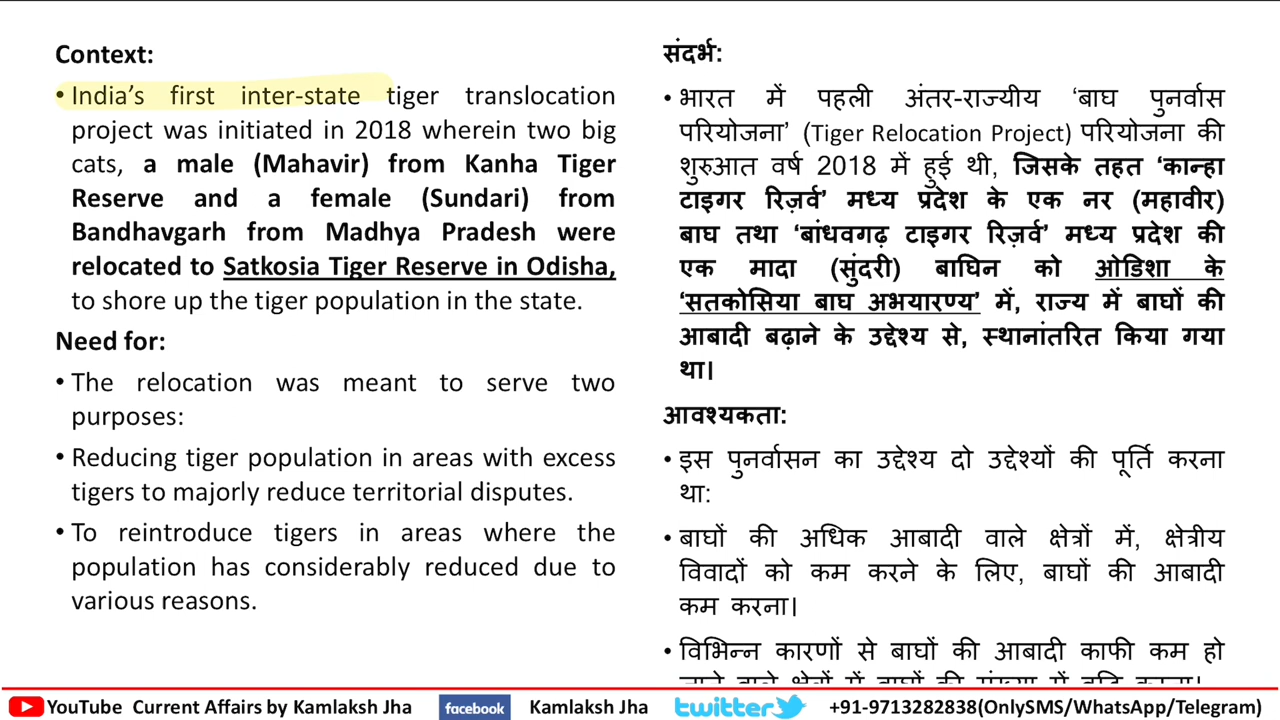 Context:
• India’s first inter-state tiger translocation
project was initiated in 2018 wherein two big
cats, a male (Mahavir) from Kanha Tiger
Reserve and a female (Sundari) from
Bandhavgarh from Madhya Pradesh were
relocated to Satkosia Tiger Reserve in Odisha,
to shore up the tiger population in the state.
Need for:
• The relocation was meant to serve two
purposes:
• Reducing tiger population in areas with excess
tigers to majorly reduce territorial disputes.
• To reintroduce tigers in areas where the
population has considerably reduced due to
various reasons.
संदर्भ:
• भारत में पहली अंतर-राज्यीय ‘बाघ पुनर्वास
परियोजना’ (Tiger Relocation Project) परियोजना की
शुरुआत वर्ष 2018 में हुई थी, जिसके तहत ‘कान्हा
टाइगर रिज़र्व’ मध्य प्रदेश के एक नर (महावीर)
बाघ तथा ‘बांधवगढ़ टाइगर रिज़र्व’ मध्य प्रदेश की
एक मादा (सुंदरी) बाघिन को ओडिशा के
‘सतकोसिया बाघ अभयारण्य’ में, राज्य में बाघों की
आबादी बढ़ाने के उद्देश्य से, स्थानांतरित किया गया
था।
आवश्यकता:
• इस पुनर्वासन का उद्देश्य दो उद्देश्यों की पूर्ति करना
था:
• बाघों की अधिक आबादी वाले क्षेत्रों में, क्षेत्रीय
विवादों को कम करने के लिए, बाघों की आबादी
कम करना।
• विभिन्न कारणों से बाघों की आबादी काफी कम हो
जाने वाले क्षेत्रों में बाघों की संख्या में वृद्धि करना।
YouTube Current Affairs by Kamlaksh Jha facebook Kamlaksh Jha twitter +91-9713282838(OnlySMS/WhatsApp/Telegram)